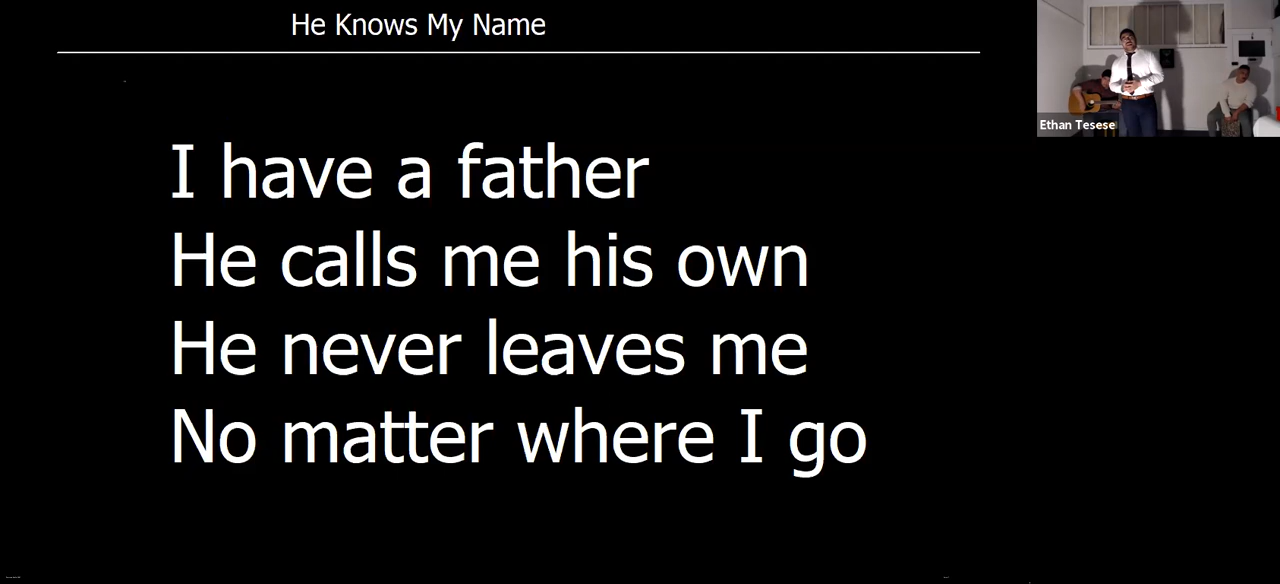 He Knows My Name
I have a father
He calls me his own
He never leaves me
No matter where I go
Ethan Tesese